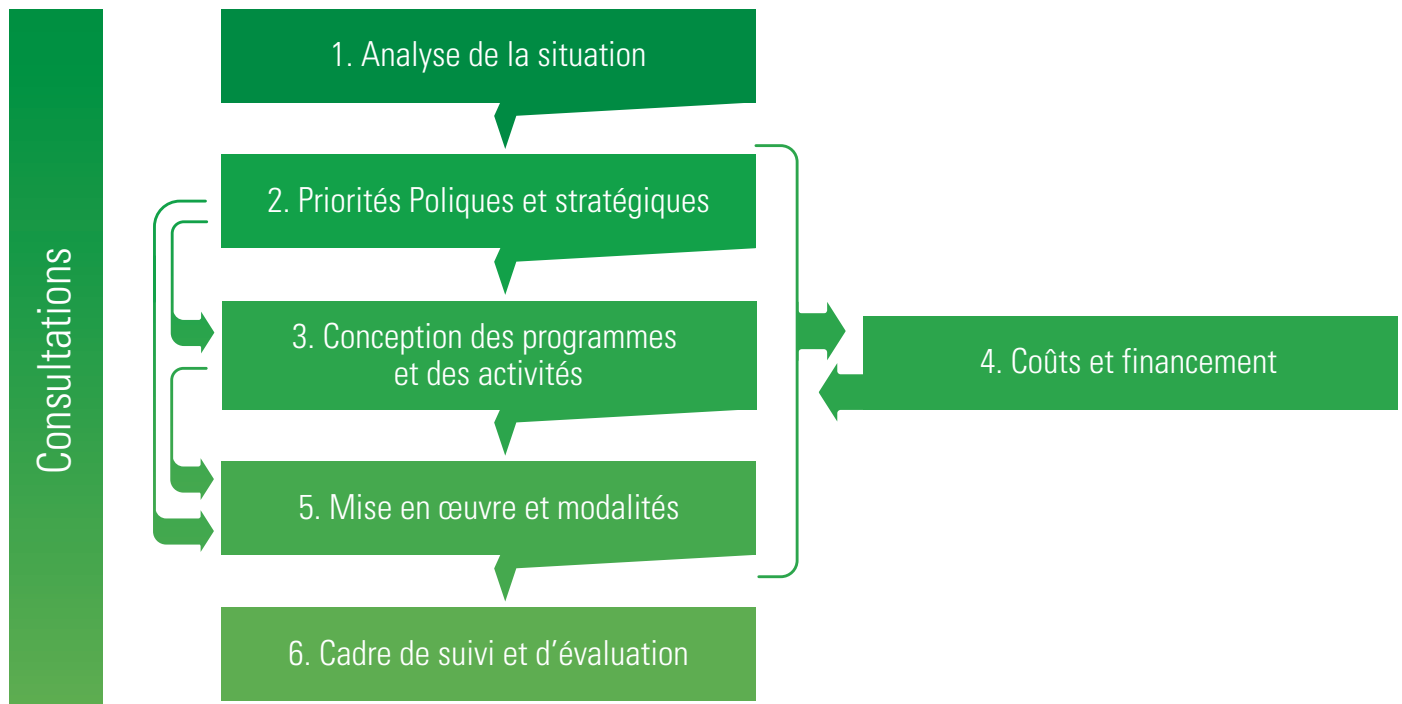 Consultations
1. Analyse de la situation
2. Priorités Poliques et stratégiques
3. Conception des programmes
et des activités
4. Coûts et financement
5. Mise en œuvre et modalités
6. Cadre de suivi et d’évaluation